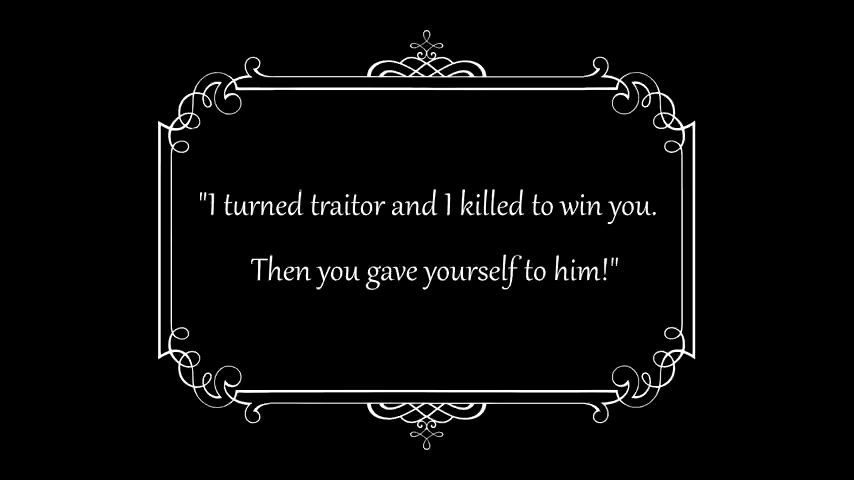 "I turned traitor and I killed to win you.
Then you gave yourself to him!"